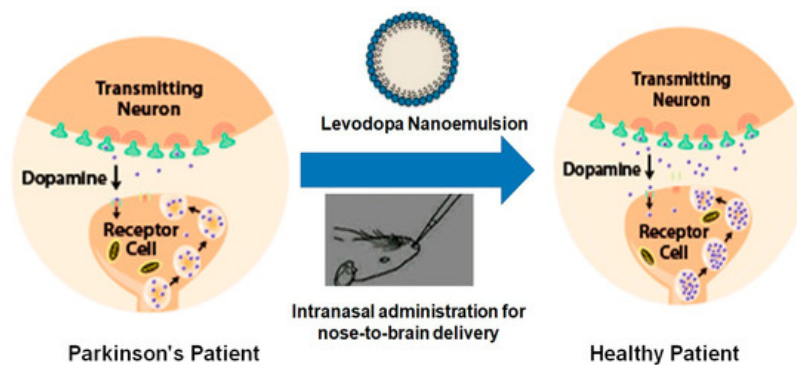 Transmitting
Neuron
Dopamine
Receptor
Cell
Parkinson's Patient
Levodopa Nanoemulsion
Intranasal administration for
nose-to-brain delivery
Transmitting
Neuron
Dopamine
Receptor
Cell
Healthy Patient